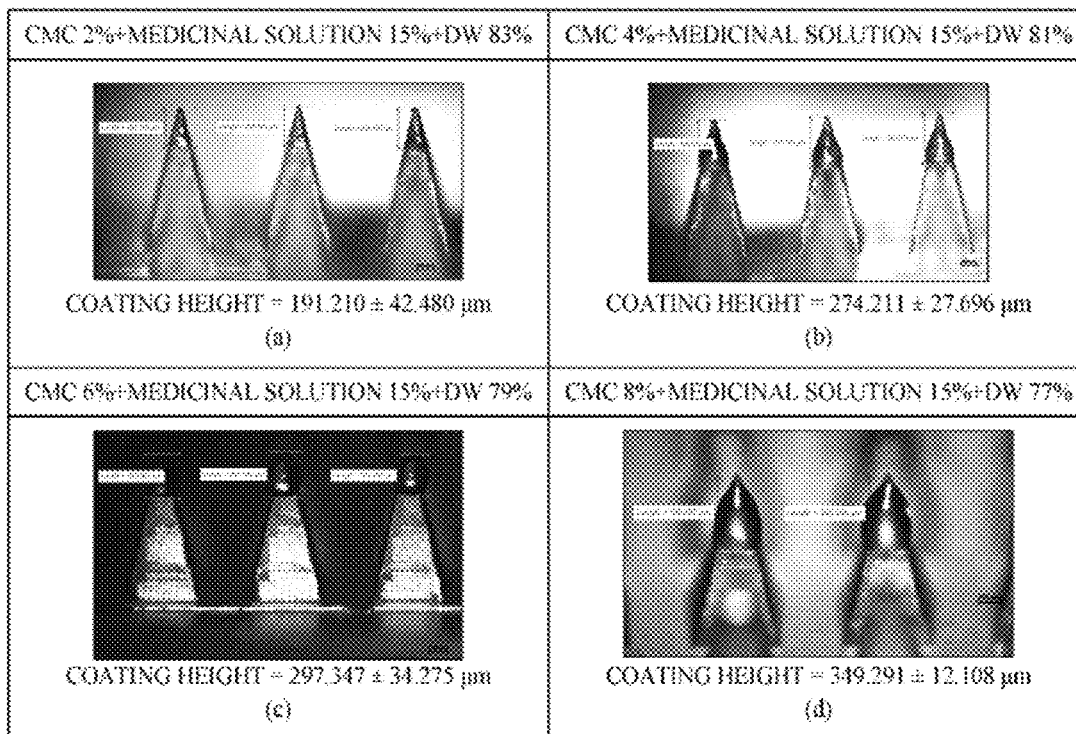 CMC 2%+MEDICINAL SOLUTION 15%+DW 83%
CMC 4%+MEDICINAL SOLUTION 15%+DW 81%
COATING HEIGHT = 191.210 ± 42.480 μm
(a)
COATING HEIGHT = 274.211 ± 27.696 μm
(b)
CMC 6%+MEDICINAL SOLUTION 15%+DW 79%
CMC 8%+MEDICINAL SOLUTION 15%+DW 77%
COATING HEIGHT = 297.347 ± 34.275 μm
(c)
COATING HEIGHT = 349.291 ± 12.108 μm
(d)